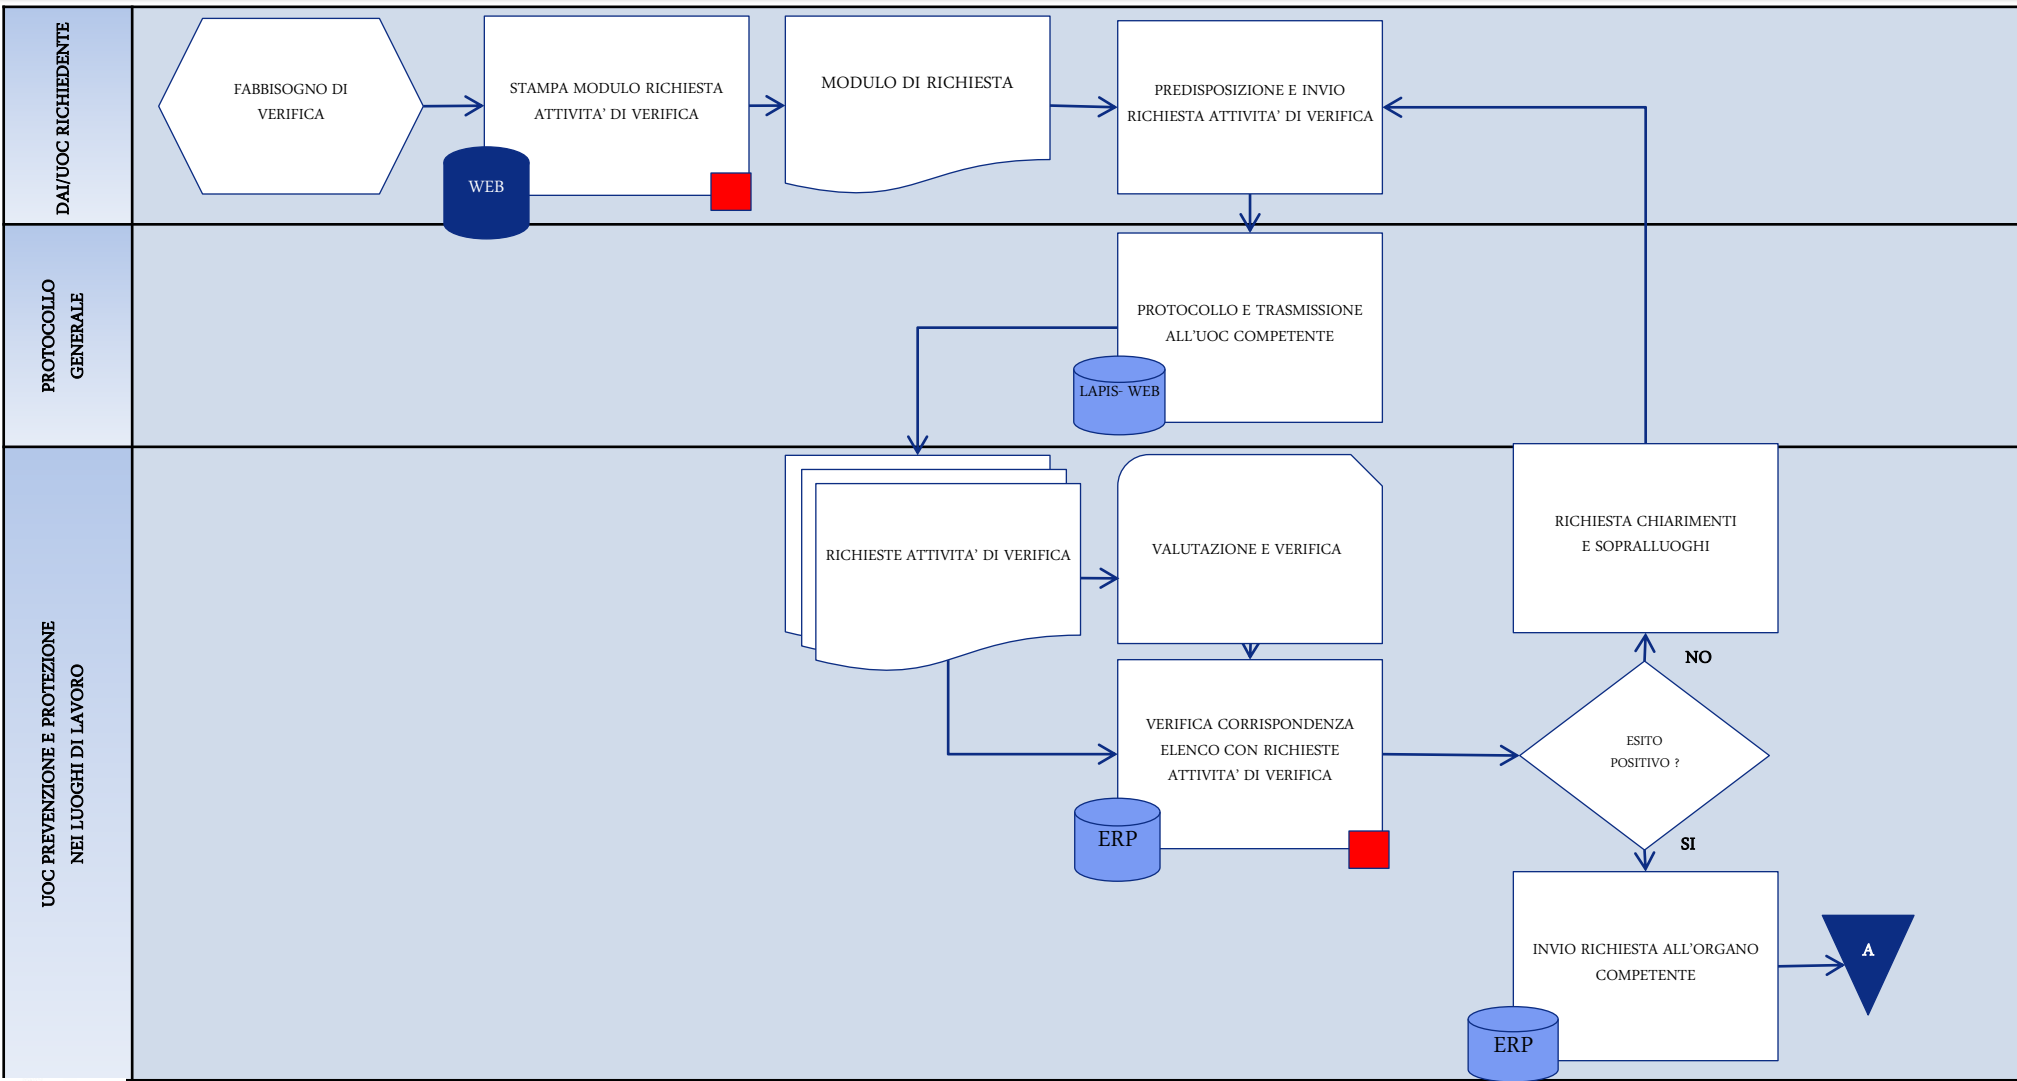 DAI/UOC RICHIEDENTE
FABBISOGNO DI
VERIFICA
STAMPA MODULO RICHIESTA
ATTIVITA' DI VERIFICA
WEB
MODULO DI RICHIESTA
PREDISPOSIZIONE E INVIO
RICHIESTA ATTIVITA' DI VERIFICA
PROTOCOLLO
GENERALE
PROTOCOLLO E TRASMISSIONE
ALL'UOC COMPETENTE
LAPIS- WEB
UOC PREVENZIONE E PROTEZIONE
NEI LUOGHI DI LAVORO
RICHIESTE ATTIVITA' DI VERIFICA
VALUTAZIONE E VERIFICA
RICHIESTA CHIARIMENTI
E SOPRALLUOGHI
NO
VERIFICA CORRISPONDENZA
ELENCO CON RICHIESTE
ATTIVITA' DI VERIFICA
ERP
ESITO
POSITIVO ?
SI
INVIO RICHIESTA ALL'ORGANO
COMPETENTE
ERP
A